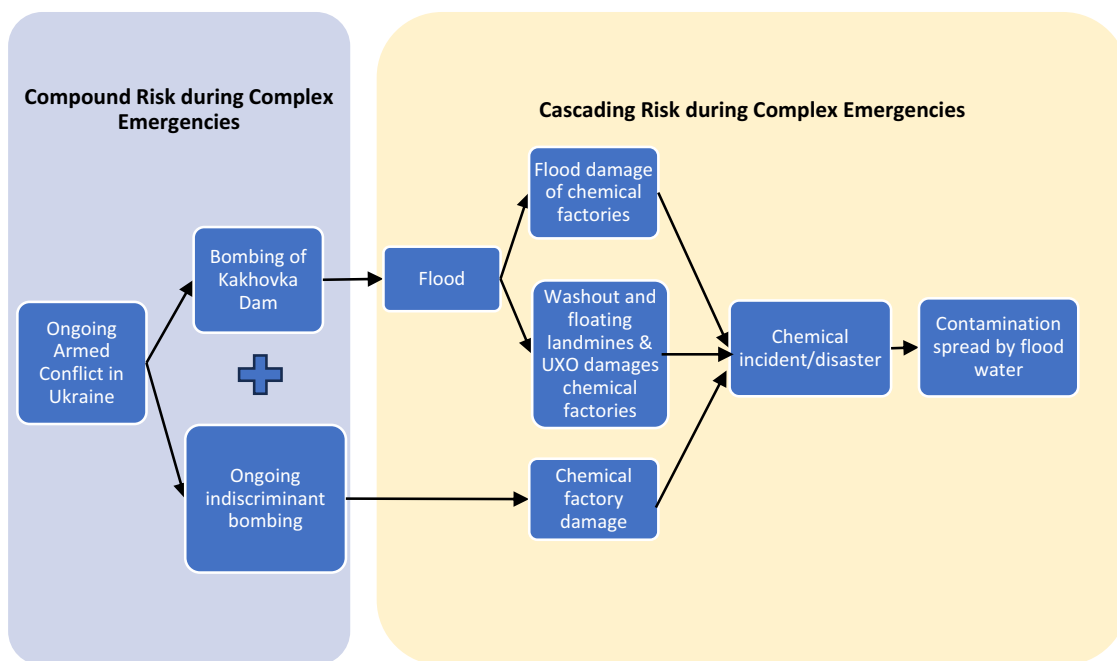 Compound Risk during Complex
Emergencies
Cascading Risk during Complex Emergencies
Ongoing
Armed
Conflict in
Ukraine
Bombing of
Kakhovka
Dam
Ongoing
indiscriminant
bombing
Flood
Flood damage
of chemical
factories
Washout and
floating
landmines &
UXO damages
chemical
factories
Chemical
factory
damage
Chemical
incident/disaster
Contamination
spread by flood
water